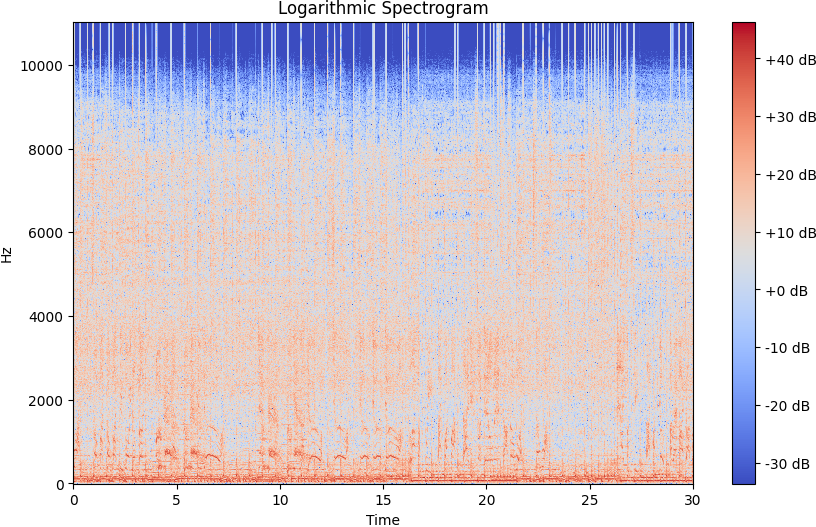 Logarithmic Spectrogram
Hz
10000
8000
6000
4000
2000
0
0 5 10 15 20 25 30
Time
+40 dB
+30 dB
+20 dB
+10 dB
+0 dB
-10 dB
-20 dB
-30 dB